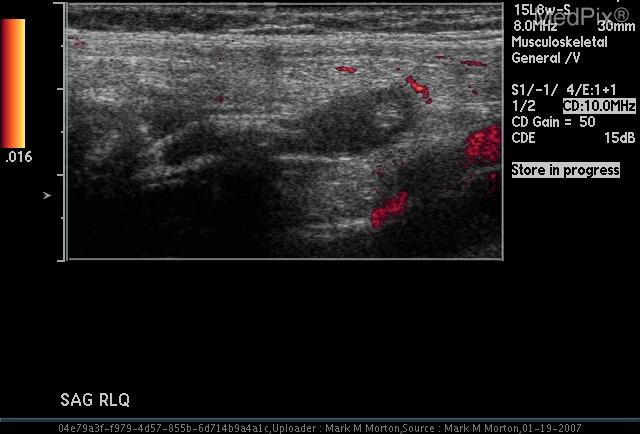 15L8w-S
MedPix®
8.0MHz 30mm
Musculoskeletal
General /V
S1/-1/ 4/E:1+1
1/2 CD:10.0MHz
CD Gain = 50
CDE 15dB
Store in progress
.016
SAG RLQ
04e79a3f-f979-4d57-855b-6d714b9a4a1c,Uploader : Mark M Morton,Source : Mark M Morton,01-19-2007